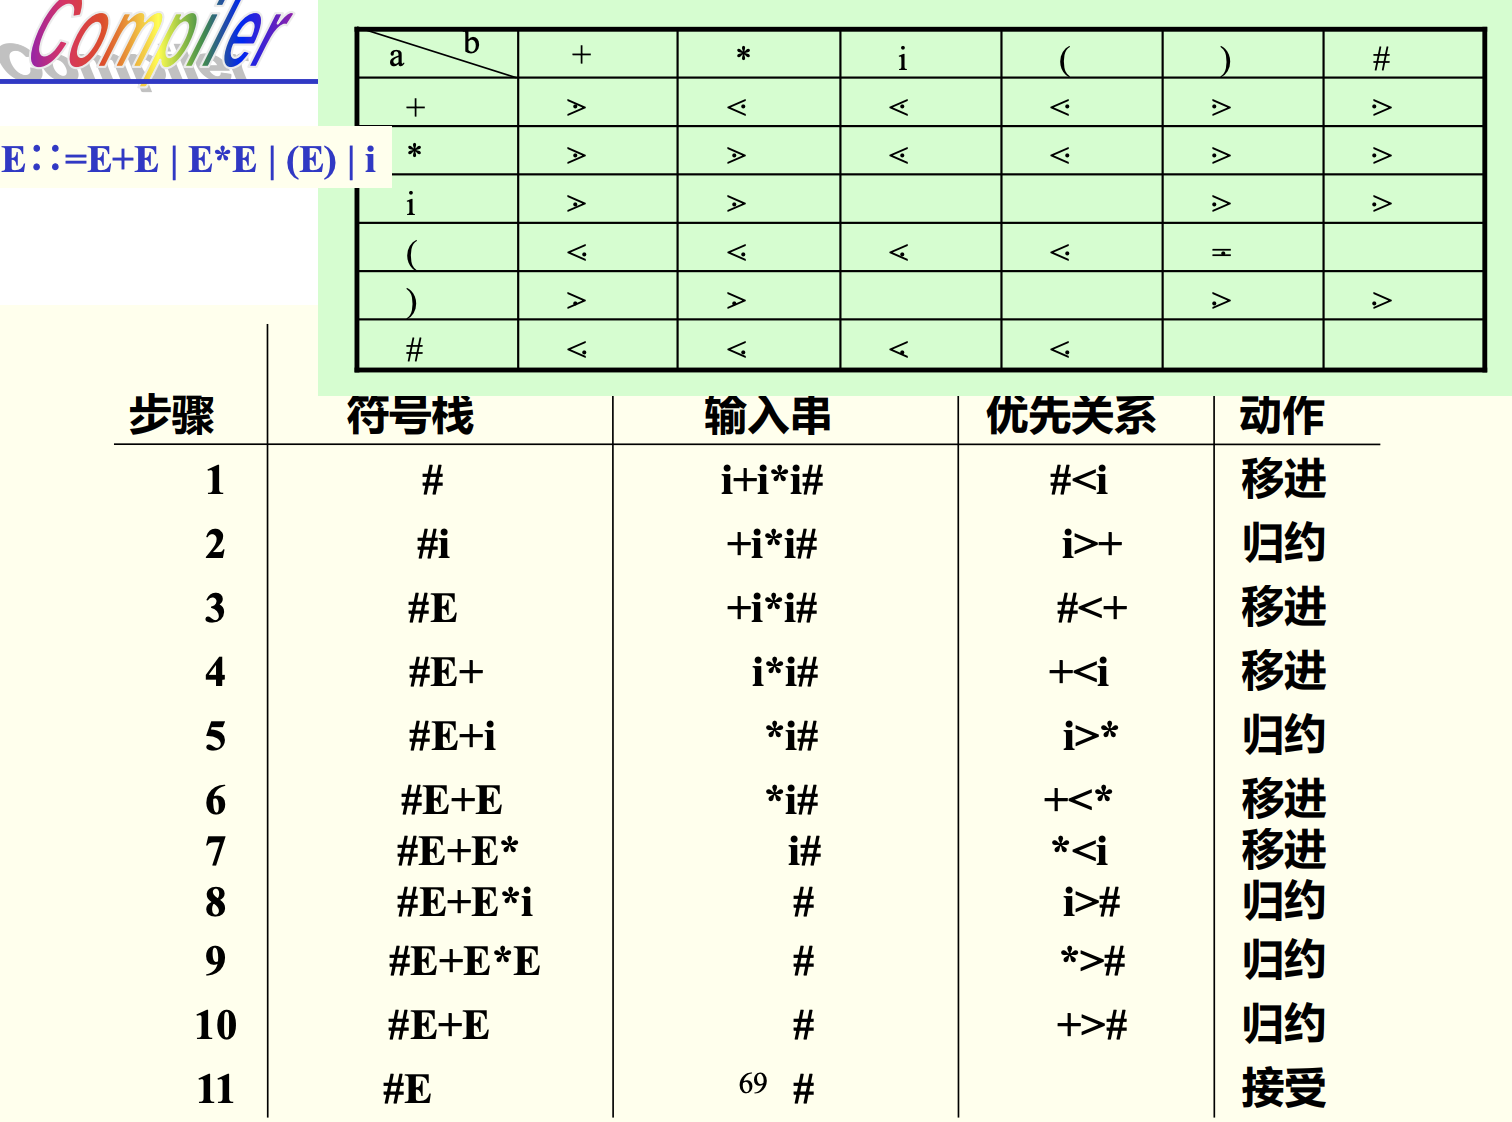 Compiler
a b + * i ( ) #
+ ⋗ ⋖ ⋖ ⋖ ⋗ ⋗
E::=E+E | E*E | (E) | i
* ⋗ ⋗ ⋖ ⋖ ⋗ ⋗
i ⋗ ⋗ ⋗ ⋗
( ⋖ ⋖ ⋖ ⋖ ≐
) ⋗ ⋗ ⋗ ⋗
# ⋖ ⋖ ⋖ ⋖
步骤 符号栈 输入串 优先关系 动作
1 # i+i*i# #<i 移进
2 #i +i*i# i>+ 归约
3 #E +i*i# #<+ 移进
4 #E+ i*i# +<i 移进
5 #E+i *i# i>* 归约
6 #E+E *i# +<* 移进
7 #E+E* i# *<i 移进
8 #E+E*i # i># 归约
9 #E+E*E # *># 归约
10 #E+E # +># 归约
11 #E 69 # 接受